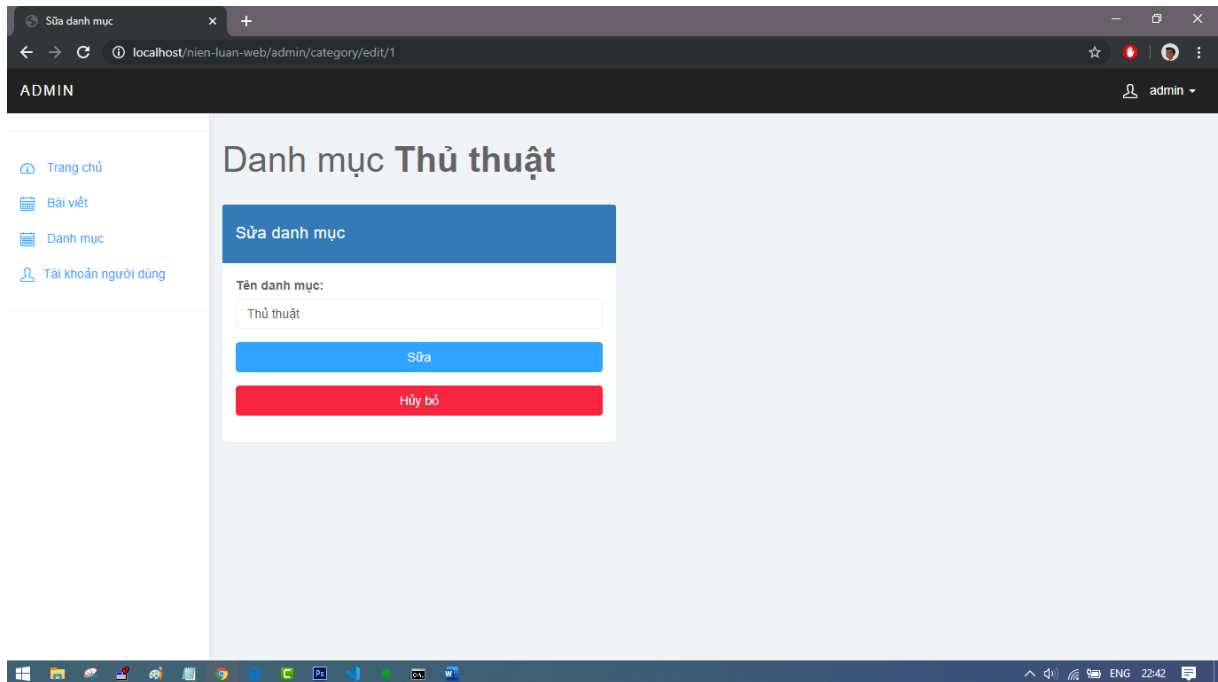 Sữa danh mục
localhost/nien-luan-web/admin/category/edit/1
ADMIN
admin
Trang chủ
Bài viết
Danh mục
Tài khoản người dùng
Danh mục Thủ thuật
Sửa danh mục
Tên danh mục:
Thủ thuật
Sữa
Hủy bỏ
ENG 22:42